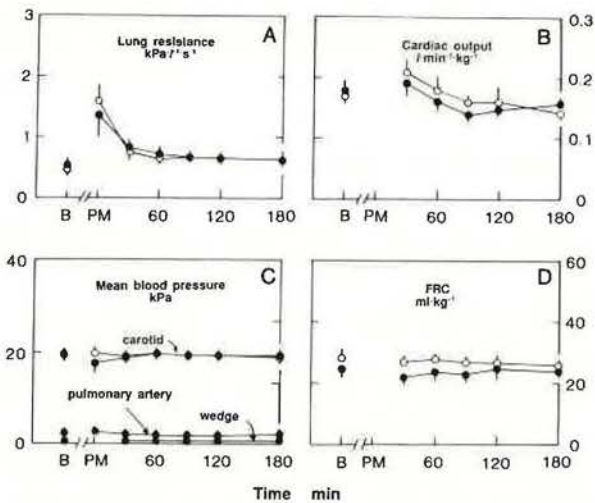 A
Lung resistance
kPa·l⁻¹ s¹
3
2
1
0
B PM 60 120 180
B
Cardiac output
l min⁻¹·kg⁻¹
0.3
0.2
0.1
0
B PM 60 120 180
C
Mean blood pressure
kPa
40
20
0
carotid
pulmonary artery
wedge
B PM 60 120 180
D
FRC
ml·kg⁻¹
60
40
20
0
B PM 60 120 180
Time min